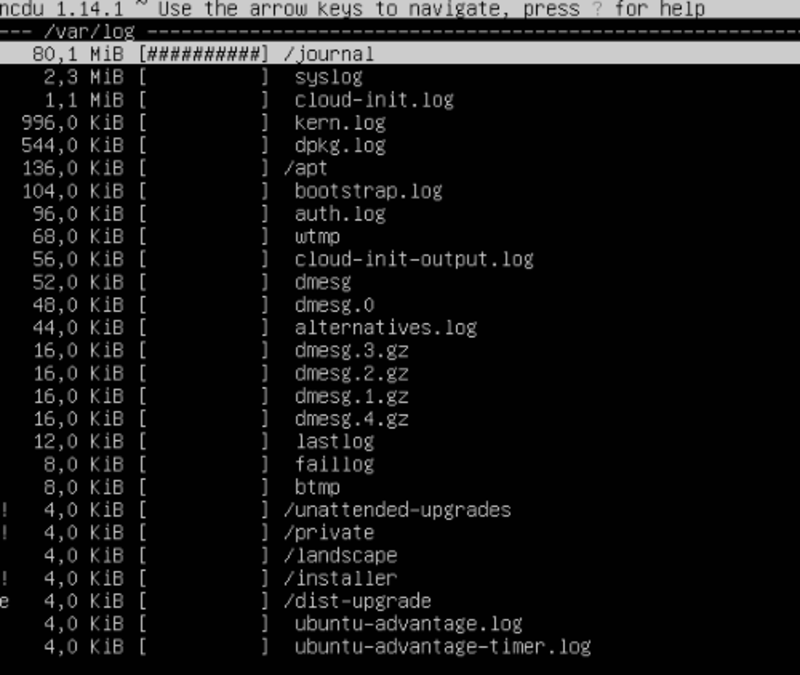 ncdu 1.14.1 ~ Use the arrow keys to navigate, press ? for help
--- /var/log ----------------------------------------------------------
80,1 MiB [##########] /journal
2,3 MiB [          ]  syslog
1,1 MiB [          ]  cloud-init.log
996,0 KiB [          ]  kern.log
544,0 KiB [          ]  dpkg.log
136,0 KiB [          ] /apt
104,0 KiB [          ]  bootstrap.log
96,0 KiB [          ]  auth.log
68,0 KiB [          ]  wtmp
56,0 KiB [          ]  cloud-init-output.log
52,0 KiB [          ]  dmesg
48,0 KiB [          ]  dmesg.0
44,0 KiB [          ]  alternatives.log
16,0 KiB [          ]  dmesg.3.gz
16,0 KiB [          ]  dmesg.2.gz
16,0 KiB [          ]  dmesg.1.gz
16,0 KiB [          ]  dmesg.4.gz
12,0 KiB [          ]  lastlog
8,0 KiB [          ]  faillog
8,0 KiB [          ]  btmp
! 4,0 KiB [          ] /unattended-upgrades
! 4,0 KiB [          ] /private
4,0 KiB [          ] /landscape
! 4,0 KiB [          ] /installer
e 4,0 KiB [          ] /dist-upgrade
4,0 KiB [          ]  ubuntu-advantage.log
4,0 KiB [          ]  ubuntu-advantage-timer.log